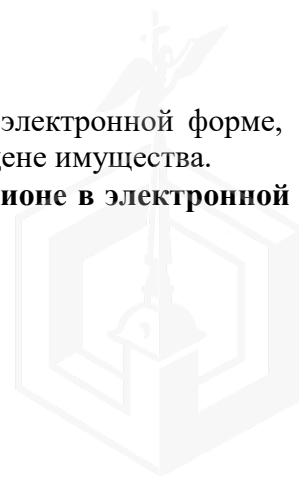 электронной форме,
цене имущества.
ионе в электронной